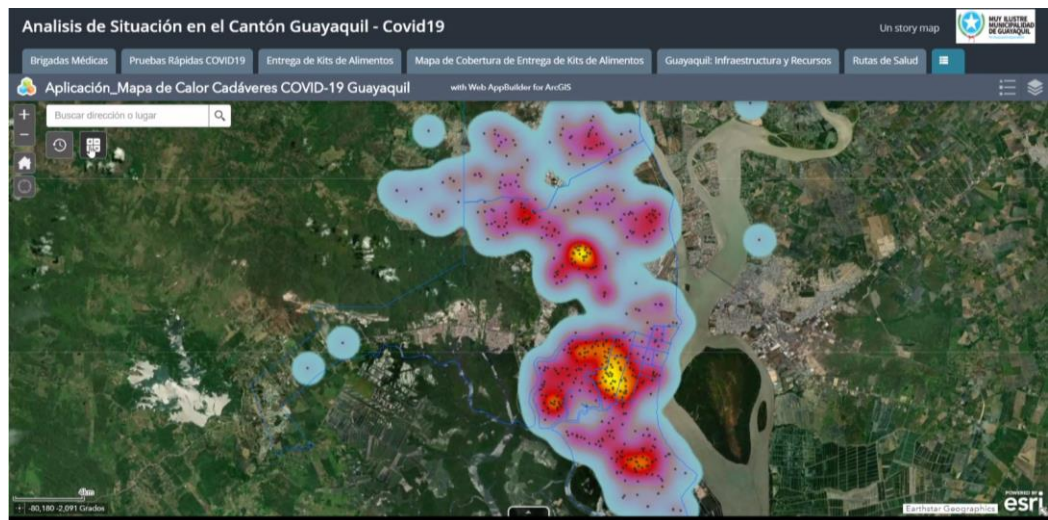 Analisis de Situación en el Cantón Guayaquil - Covid19
Un story map
MUY ILUSTRE
MUNICIPALIDAD
DE GUAYAQUIL
Brigadas Médicas
Pruebas Rápidas COVID19
Entrega de Kits de Alimentos
Mapa de Cobertura de Entrega de Kits de Alimentos
Guayaquil: Infraestructura y Recursos
Rutas de Salud
Aplicación_Mapa de Calor Cadáveres COVID-19 Guayaquil
with Web AppBuilder for ArcGIS
+
Buscar dirección o lugar
−
-80,180 -2,091 Grados
Earthstar Geographics
POWERED BY
esri